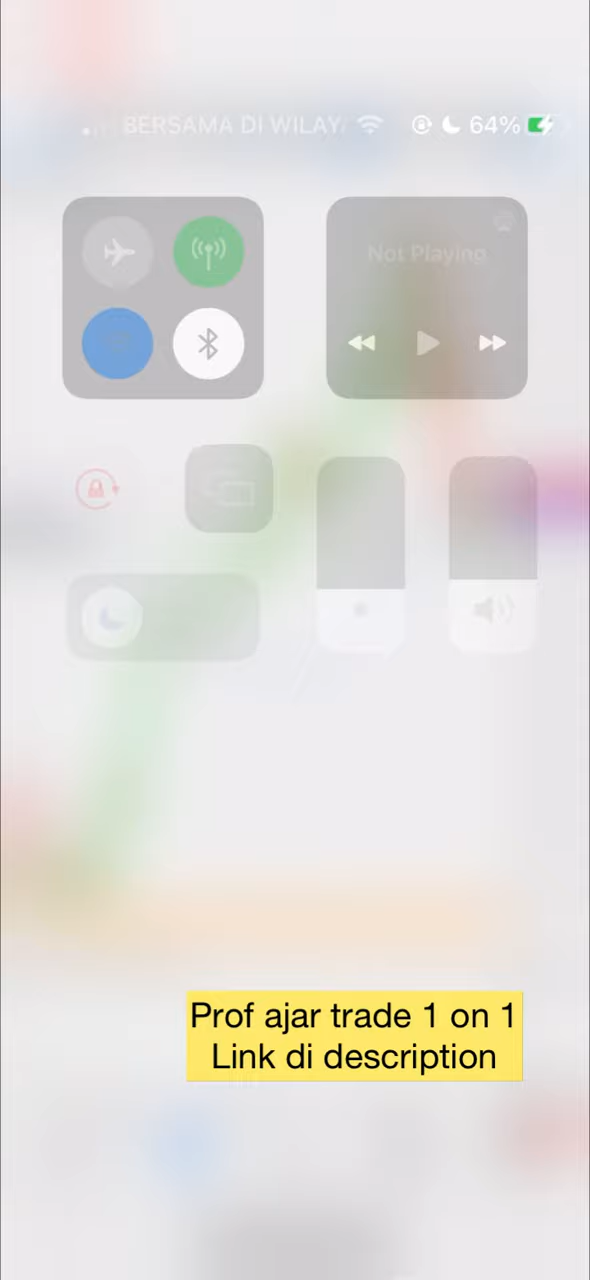 BERSAMA DI WILAY
64%
Not Playing
Prof ajar trade 1 on 1
Link di description